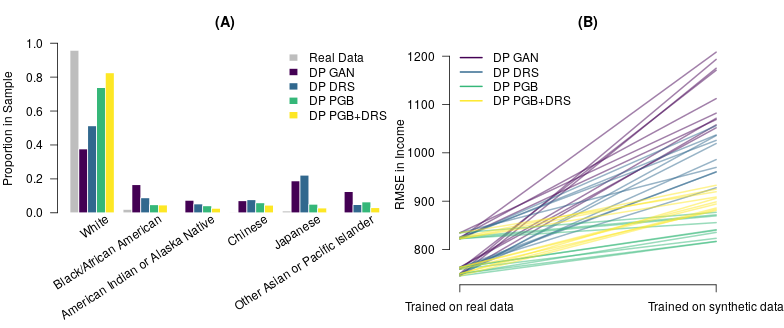 (A)
Proportion in Sample
1.0
0.8
0.6
0.4
0.2
0.0
Real Data
DP GAN
DP DRS
DP PGB
DP PGB+DRS
White
Black/African American
American Indian or Alaska Native
Chinese
Japanese
Other Asian or Pacific Islander
(B)
RMSE in Income
1200
1100
1000
900
800
DP GAN
DP DRS
DP PGB
DP PGB+DRS
Trained on real data
Trained on synthetic data